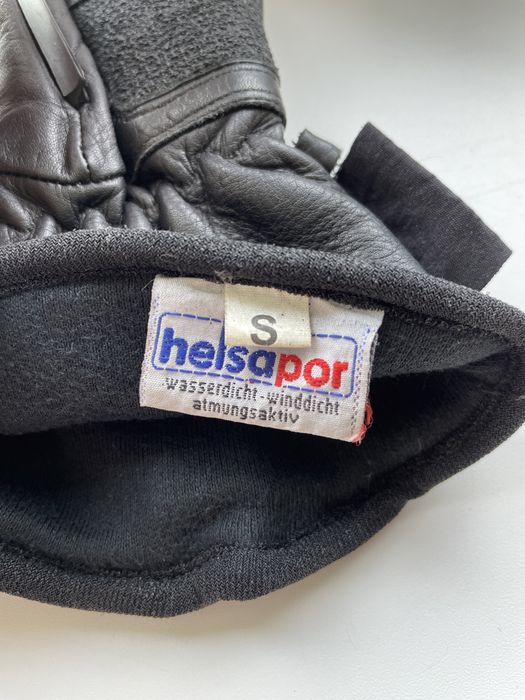 S
helsapor
wasserdicht-winddicht
atmungsaktiv